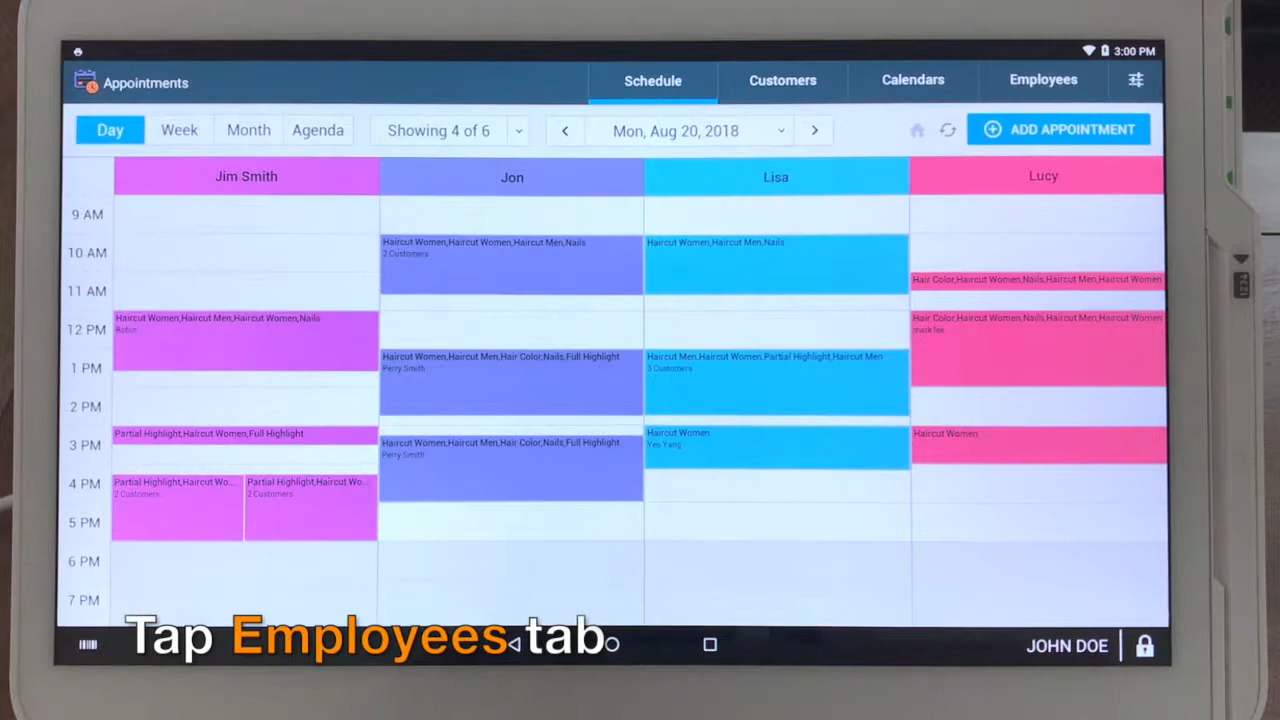 3:00 PM
Appointments
Schedule
Customers
Calendars
Employees
Day
Week
Month
Agenda
Showing 4 of 6
Mon, Aug 20, 2018
ADD APPOINTMENT
Jim Smith
Jon
Lisa
Lucy
9 AM
10 AM
11 AM
12 PM
1 PM
2 PM
3 PM
4 PM
5 PM
6 PM
7 PM
Haircut Women,Haircut Men,Haircut Women,Nails
Robin
Partial Highlight,Haircut Women,Full Highlight
Partial Highlight,Haircut Wo...
2 Customers
Partial Highlight,Haircut Wo...
2 Customers
Haircut Women,Haircut Women,Haircut Men,Nails
2 Customers
Haircut Women,Haircut Men,Hair Color,Nails,Full Highlight
Perry Smith
Haircut Women,Haircut Men,Hair Color,Nails,Full Highlight
Perry Smith
Haircut Women,Haircut Men,Nails
Haircut Men,Haircut Women,Partial Highlight,Haircut Men
3 Customers
Haircut Women
Yeo Yang
Hair Color,Haircut Women,Nails,Haircut Men,Haircut Women
Hair Color,Haircut Women,Nails,Haircut Men,Haircut Women
mark lee
Haircut Women
Tap Employees tab
JOHN DOE
1234